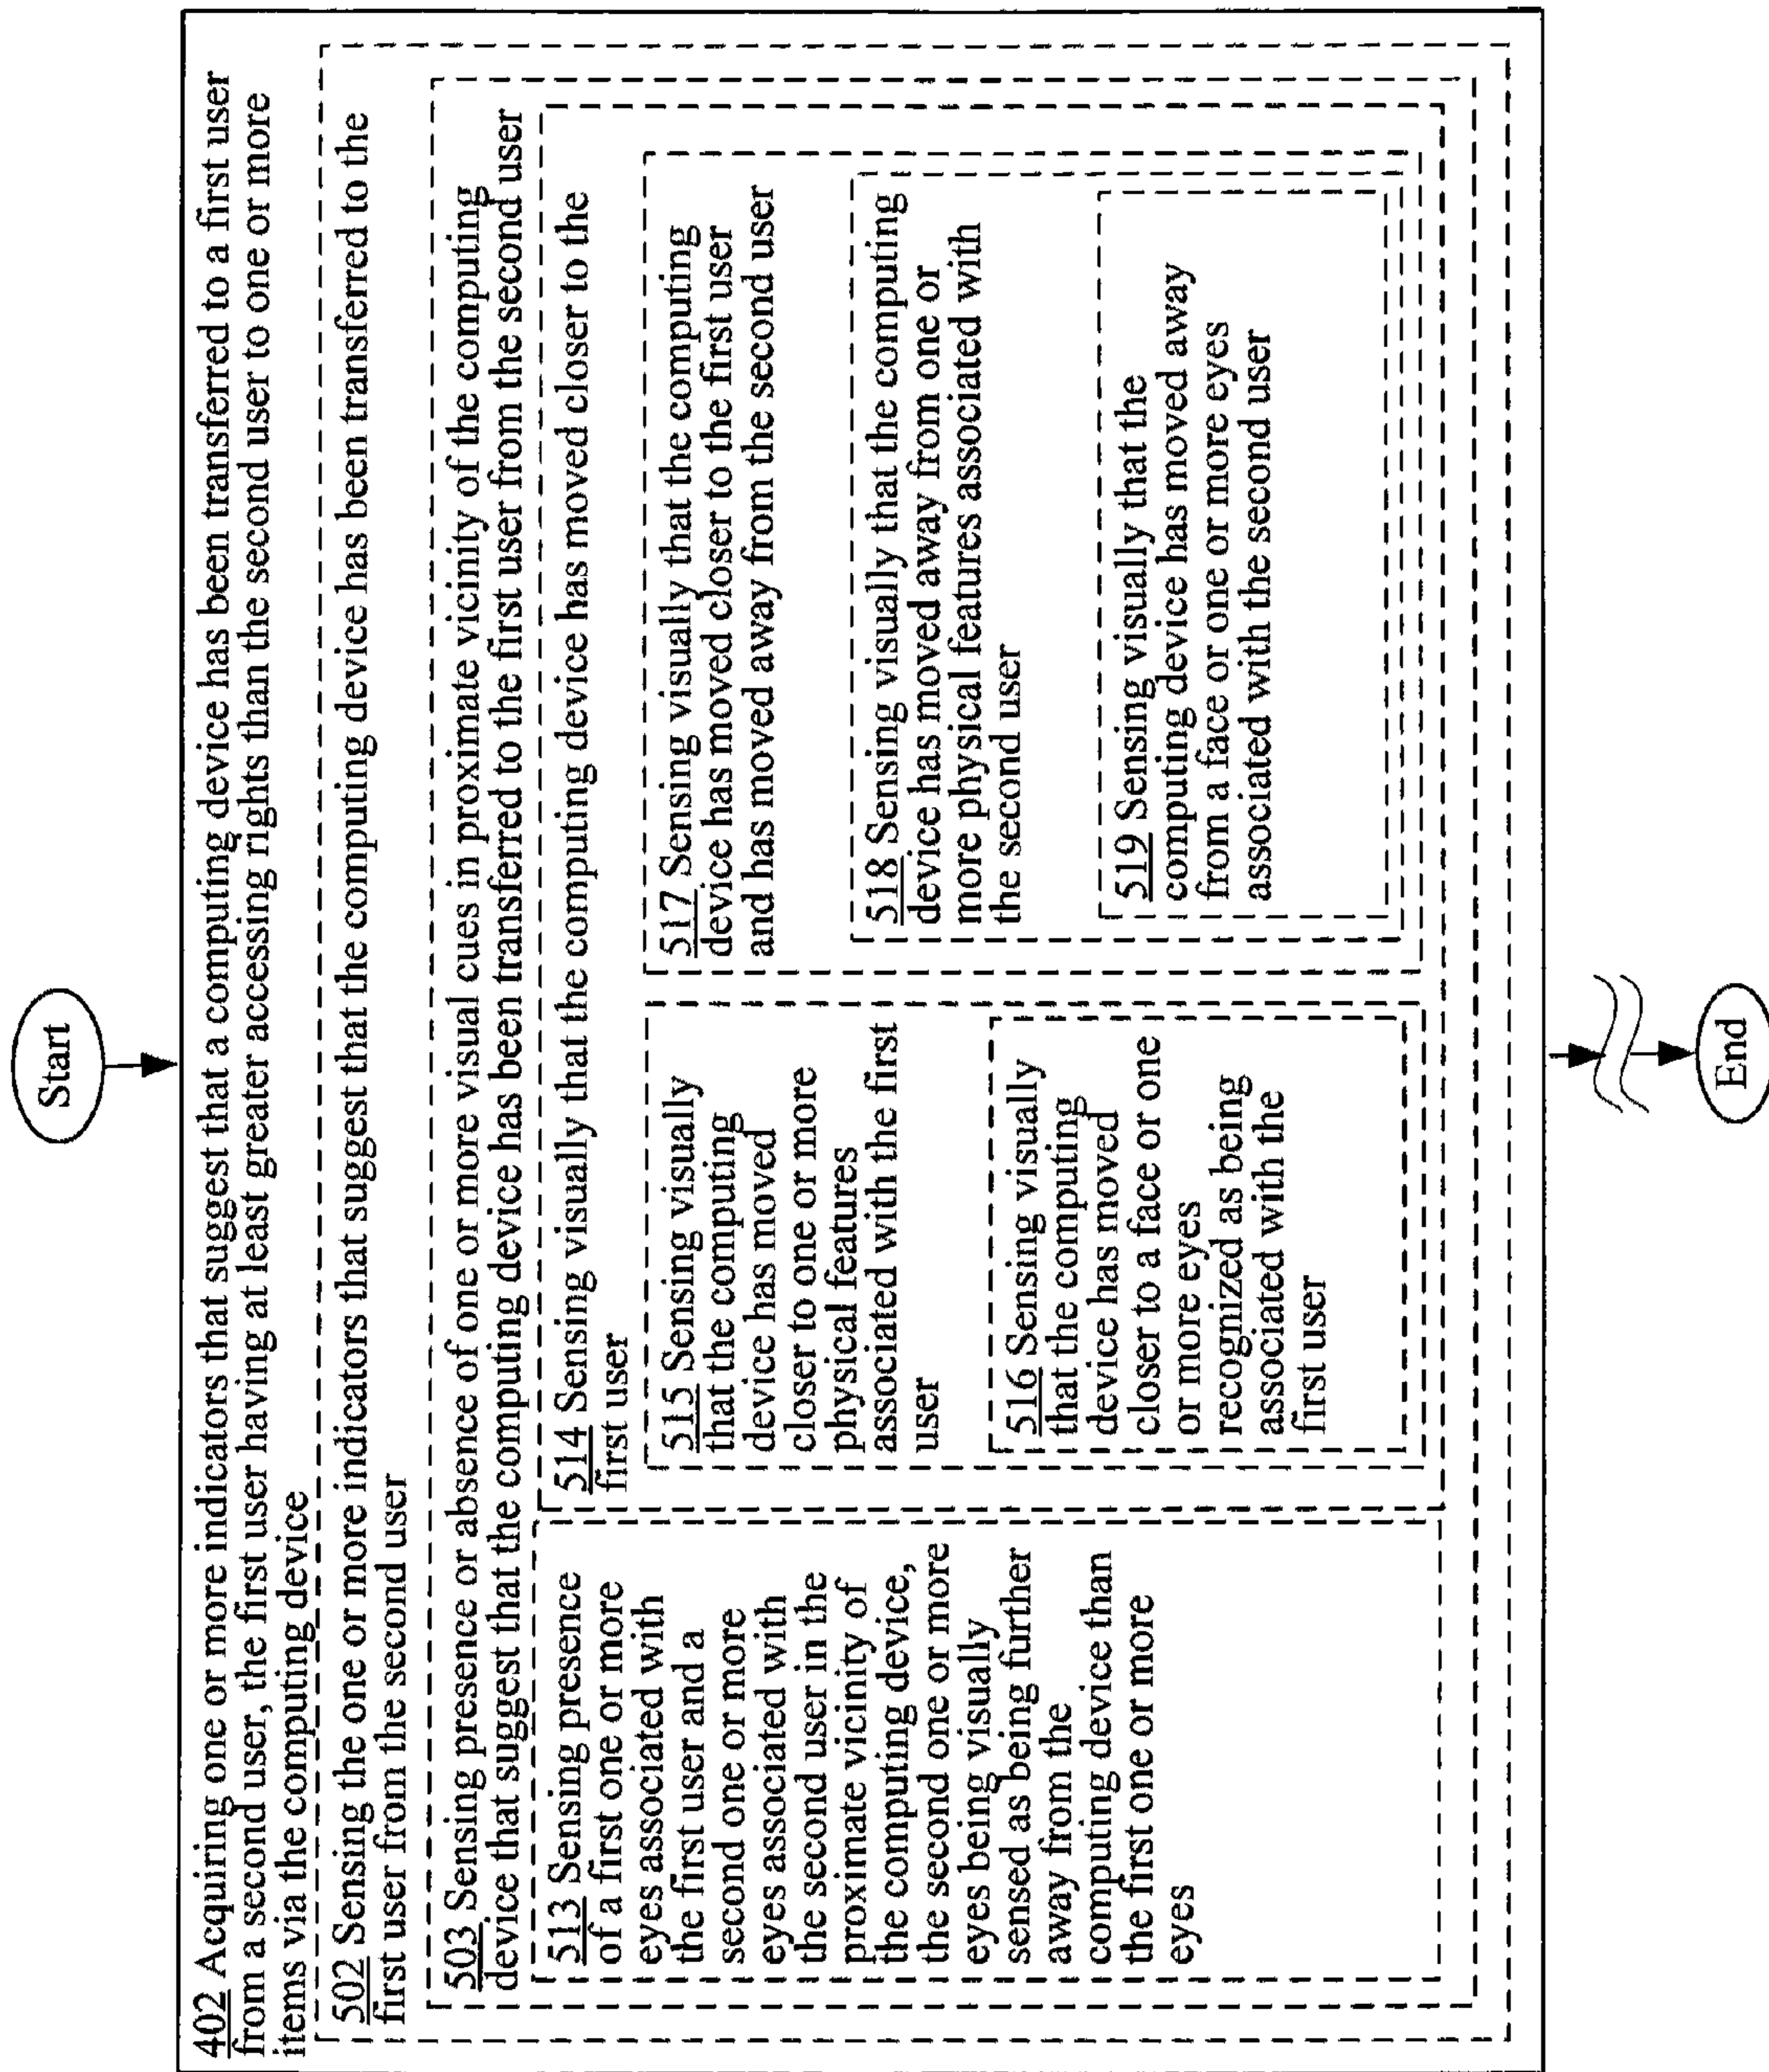 Start
402 Acquiring one or more indicators that suggest that a computing device has been transferred to a first user
from a second user, the first user having at least greater accessing rights than the second user to one or more
items via the computing device
502 Sensing the one or more indicators that suggest that the computing device has been transferred to the
first user from the second user
503 Sensing presence or absence of one or more visual cues in proximate vicinity of the computing
device that suggest that the computing device has been transferred to the first user from the second user
513 Sensing presence
of a first one or more
eyes associated with
the first user and a
second one or more
eyes associated with
the second user in the
proximate vicinity of
the computing device,
the second one or more
eyes being visually
sensed as being further
away from the
computing device than
the first one or more
eyes
514 Sensing visually that the computing device has moved closer to the
first user
515 Sensing visually
that the computing
device has moved
closer to one or more
physical features
associated with the first
user
516 Sensing visually
that the computing
device has moved
closer to a face or one
or more eyes
recognized as being
associated with the
first user
517 Sensing visually that the computing
device has moved closer to the first user
and has moved away from the second user
518 Sensing visually that the computing
device has moved away from one or
more physical features associated with
the second user
519 Sensing visually that the
computing device has moved away
from a face or one or more eyes
associated with the second user
End